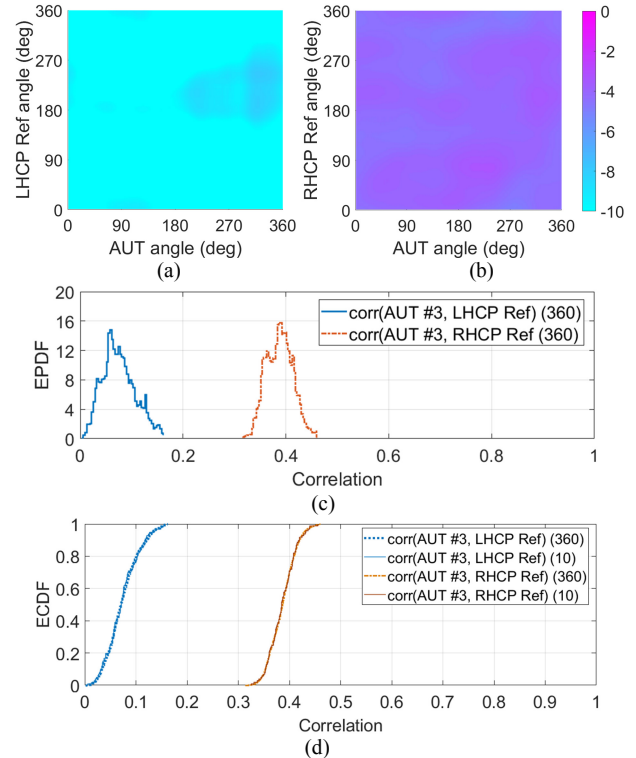 360
270
180
90
0
LHCP Ref angle (deg)
0 90 180 270 360
AUT angle (deg)
(a)
360
270
180
90
0
RHCP Ref angle (deg)
0 90 180 270 360
AUT angle (deg)
(b)
0
-2
-4
-6
-8
-10
20
16
12
8
4
0
EPDF
corr(AUT #3, LHCP Ref) (360)
corr(AUT #3, RHCP Ref) (360)
0 0.2 0.4 0.6 0.8 1
Correlation
(c)
1
0.8
0.6
0.4
0.2
0
ECDF
corr(AUT #3, LHCP Ref) (360)
corr(AUT #3, LHCP Ref) (10)
corr(AUT #3, RHCP Ref) (360)
corr(AUT #3, RHCP Ref) (10)
0 0.1 0.2 0.3 0.4 0.5 0.6 0.7 0.8 0.9 1
Correlation
(d)